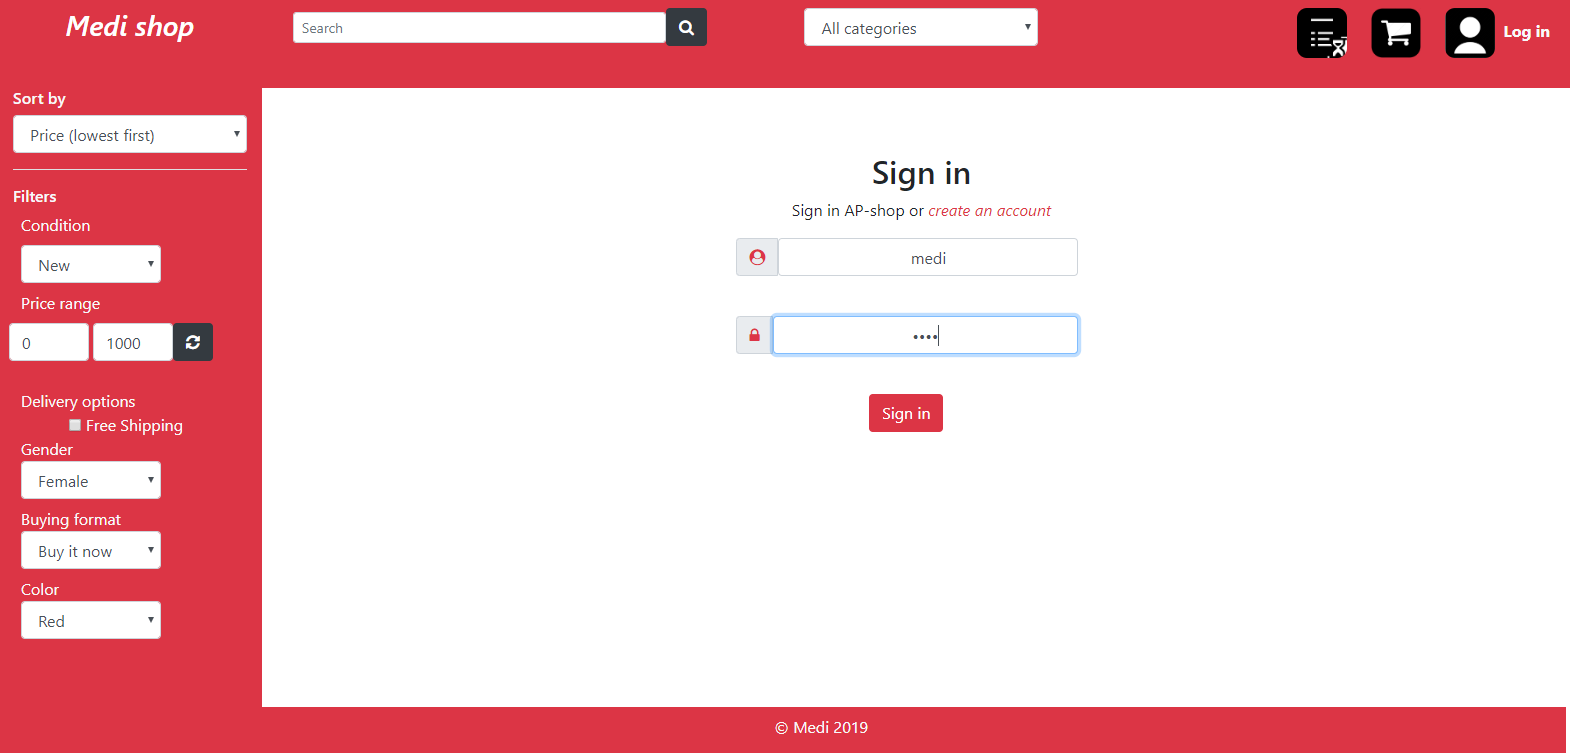 Medi shop
Search
All categories
Log in
Sort by
Price (lowest first)
Filters
Condition
New
Price range
0 1000
Delivery options
Free Shipping
Gender
Female
Buying format
Buy it now
Color
Red
Sign in
Sign in AP-shop or create an account
medi
••••
Sign in
© Medi 2019